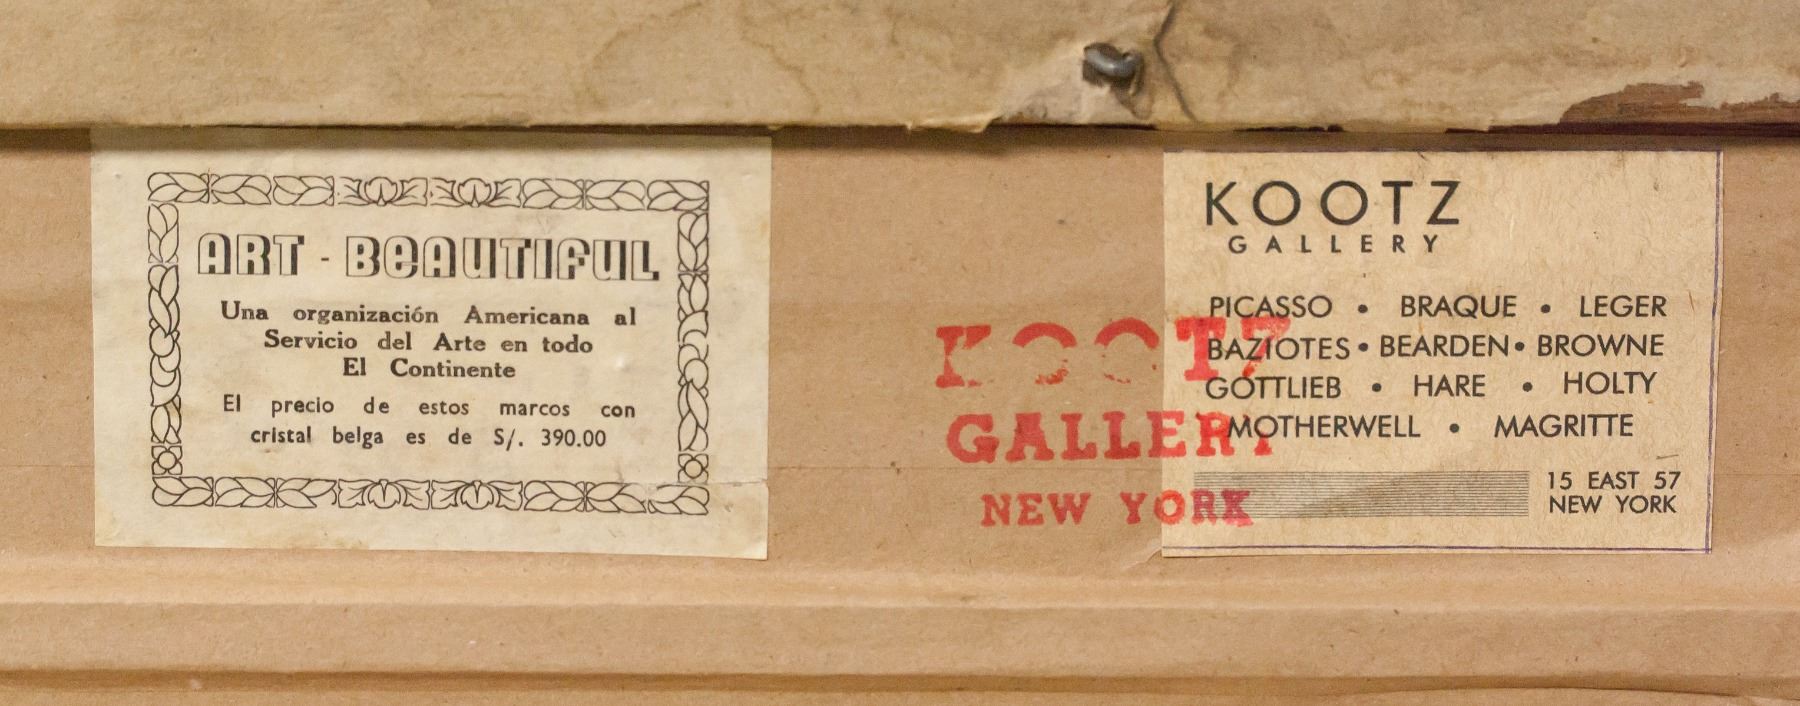 ART - BEAUTIFUL
Una organización Americana al
Servicio del Arte en todo
El Continente
El precio de estos marcos con
cristal belga es de S/. 390.00
KOOTZ
GALLERY
NEW YORK
KOOTZ
GALLERY
PICASSO • BRAQUE • LEGER
BAZIOTES • BEARDEN • BROWNE
GOTTLIEB • HARE • HOLTY
MOTHERWELL • MAGRITTE
15 EAST 57
NEW YORK